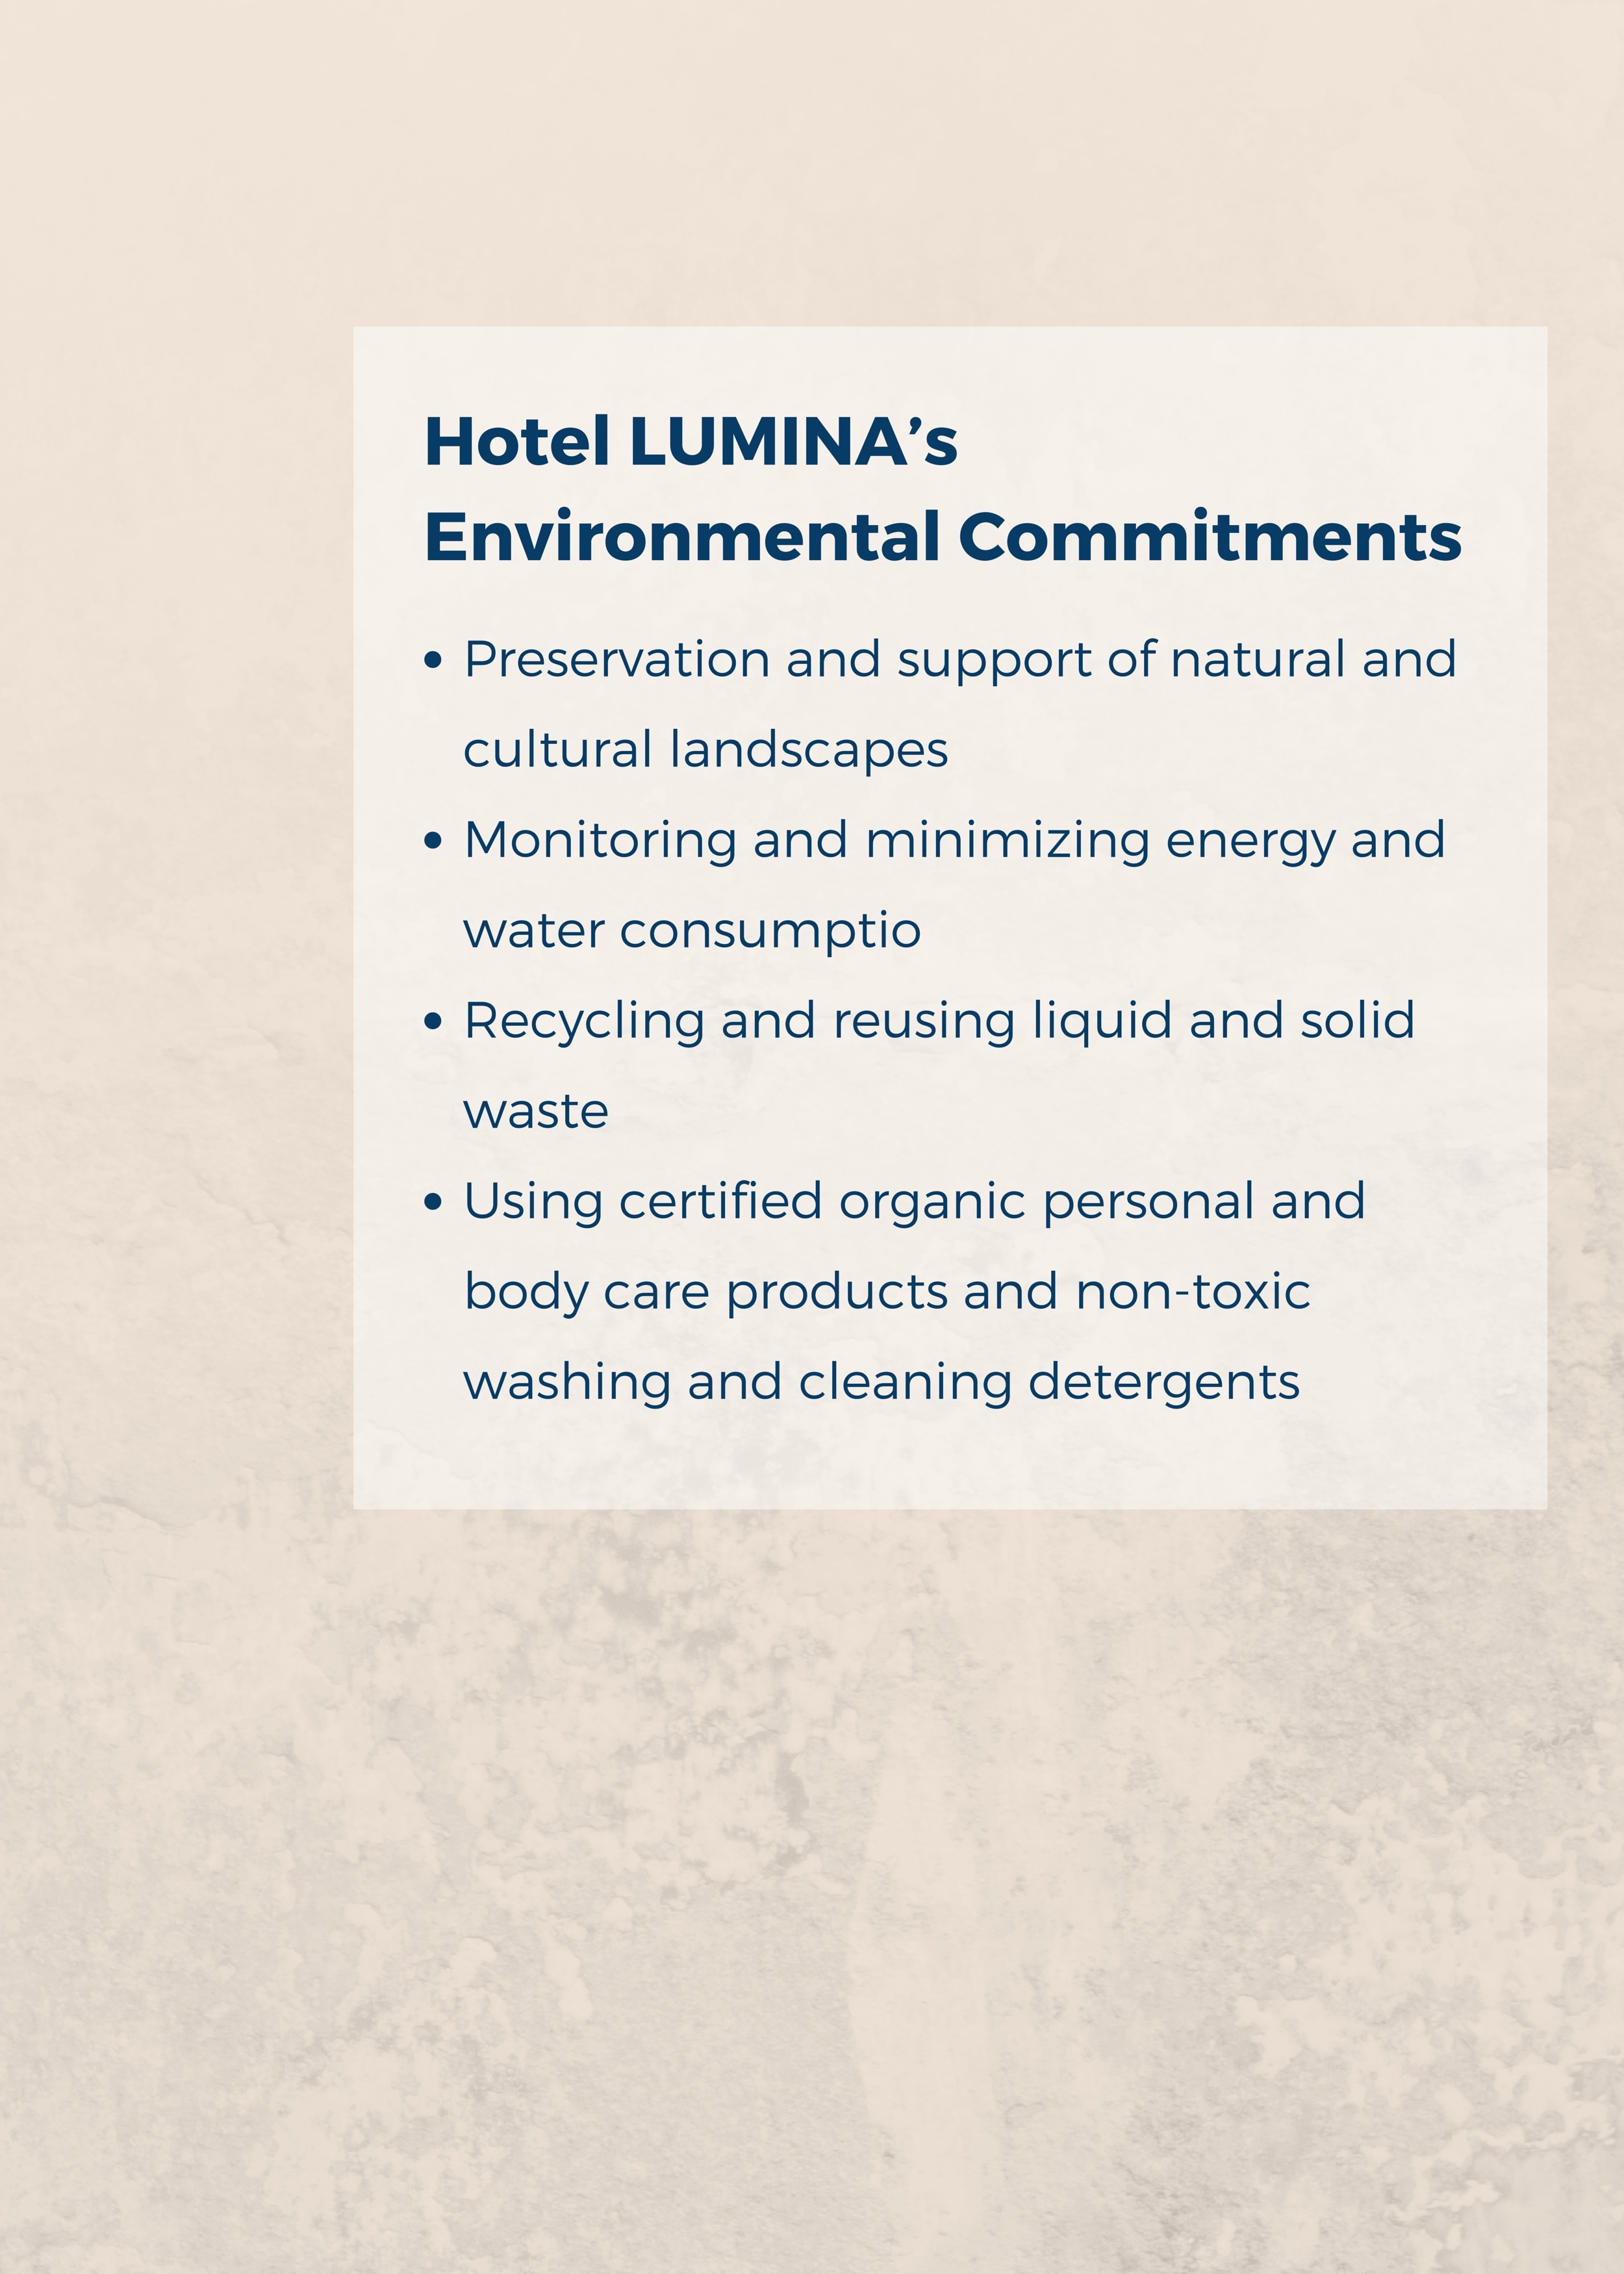 Hotel LUMINA’s
Environmental Commitments
• Preservation and support of natural and
cultural landscapes
• Monitoring and minimizing energy and
water consumptio
• Recycling and reusing liquid and solid
waste
• Using certified organic personal and
body care products and non-toxic
washing and cleaning detergents